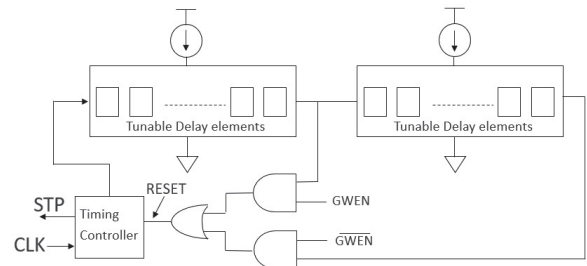 Tunable Delay elements
Tunable Delay elements
RESET
GWEN
STP
Timing
Controller
CLK
GWEN